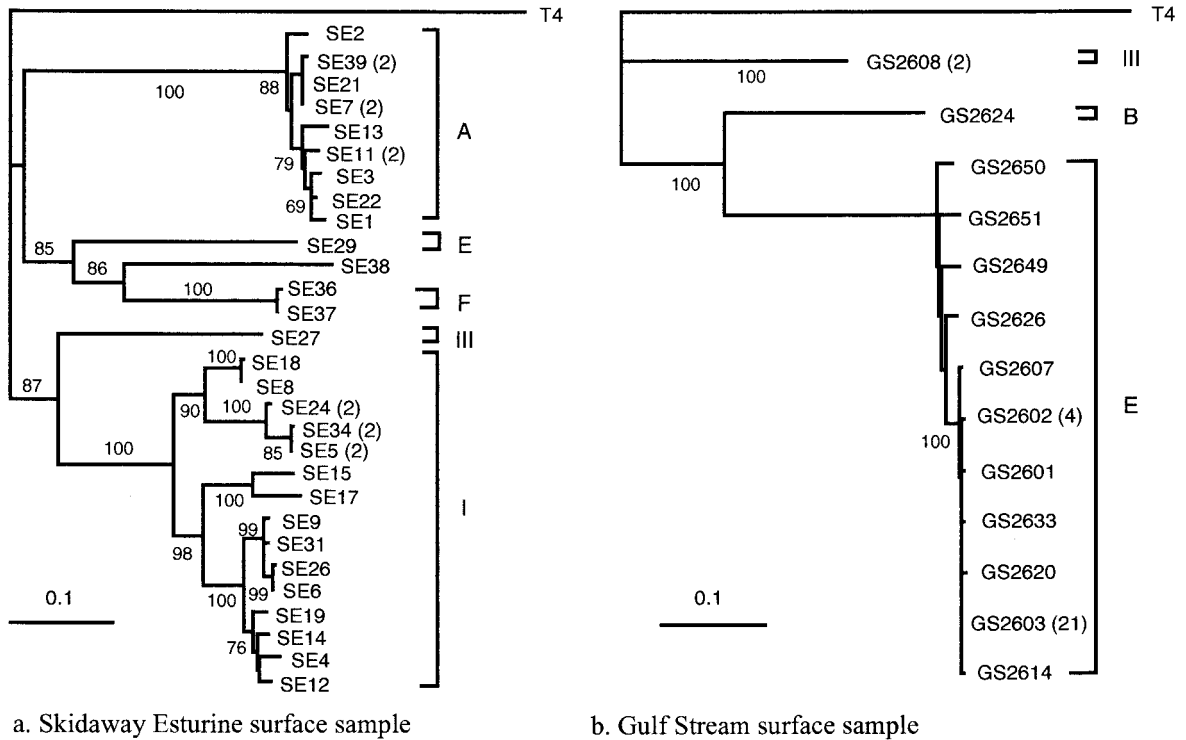 T4
SE2
SE39 (2)
SE21
SE7 (2)
SE13
SE11 (2)
SE3
SE22
SE1
100
88
79
69
A
SE29
E
SE38
SE36
SE37
F
85
86
100
SE27
III
87
SE18
SE8
SE24 (2)
SE34 (2)
SE5 (2)
SE15
SE17
SE9
SE31
SE26
SE6
SE19
SE14
SE4
SE12
100
90
100
85
100
100
98
99
99
100
76
I
0.1
a. Skidaway Esturine surface sample
T4
GS2608 (2)
100
III
GS2624
B
100
GS2650
GS2651
GS2649
GS2626
GS2607
GS2602 (4)
100
GS2601
GS2633
GS2620
GS2603 (21)
GS2614
E
0.1
b. Gulf Stream surface sample